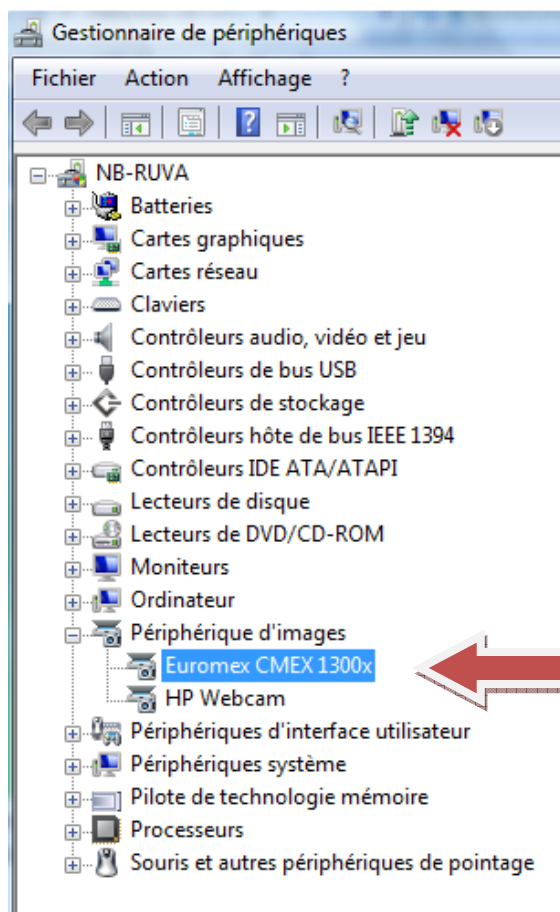 Gestionnaire de périphériques
Fichier Action Affichage ?
NB-RUVA
Batteries
Cartes graphiques
Cartes réseau
Claviers
Contrôleurs audio, vidéo et jeu
Contrôleurs de bus USB
Contrôleurs de stockage
Contrôleurs hôte de bus IEEE 1394
Contrôleurs IDE ATA/ATAPI
Lecteurs de disque
Lecteurs de DVD/CD-ROM
Moniteurs
Ordinateur
Périphérique d'images
Euromex CMEX 1300x
HP Webcam
Périphériques d'interface utilisateur
Périphériques système
Pilote de technologie mémoire
Processeurs
Souris et autres périphériques de pointage